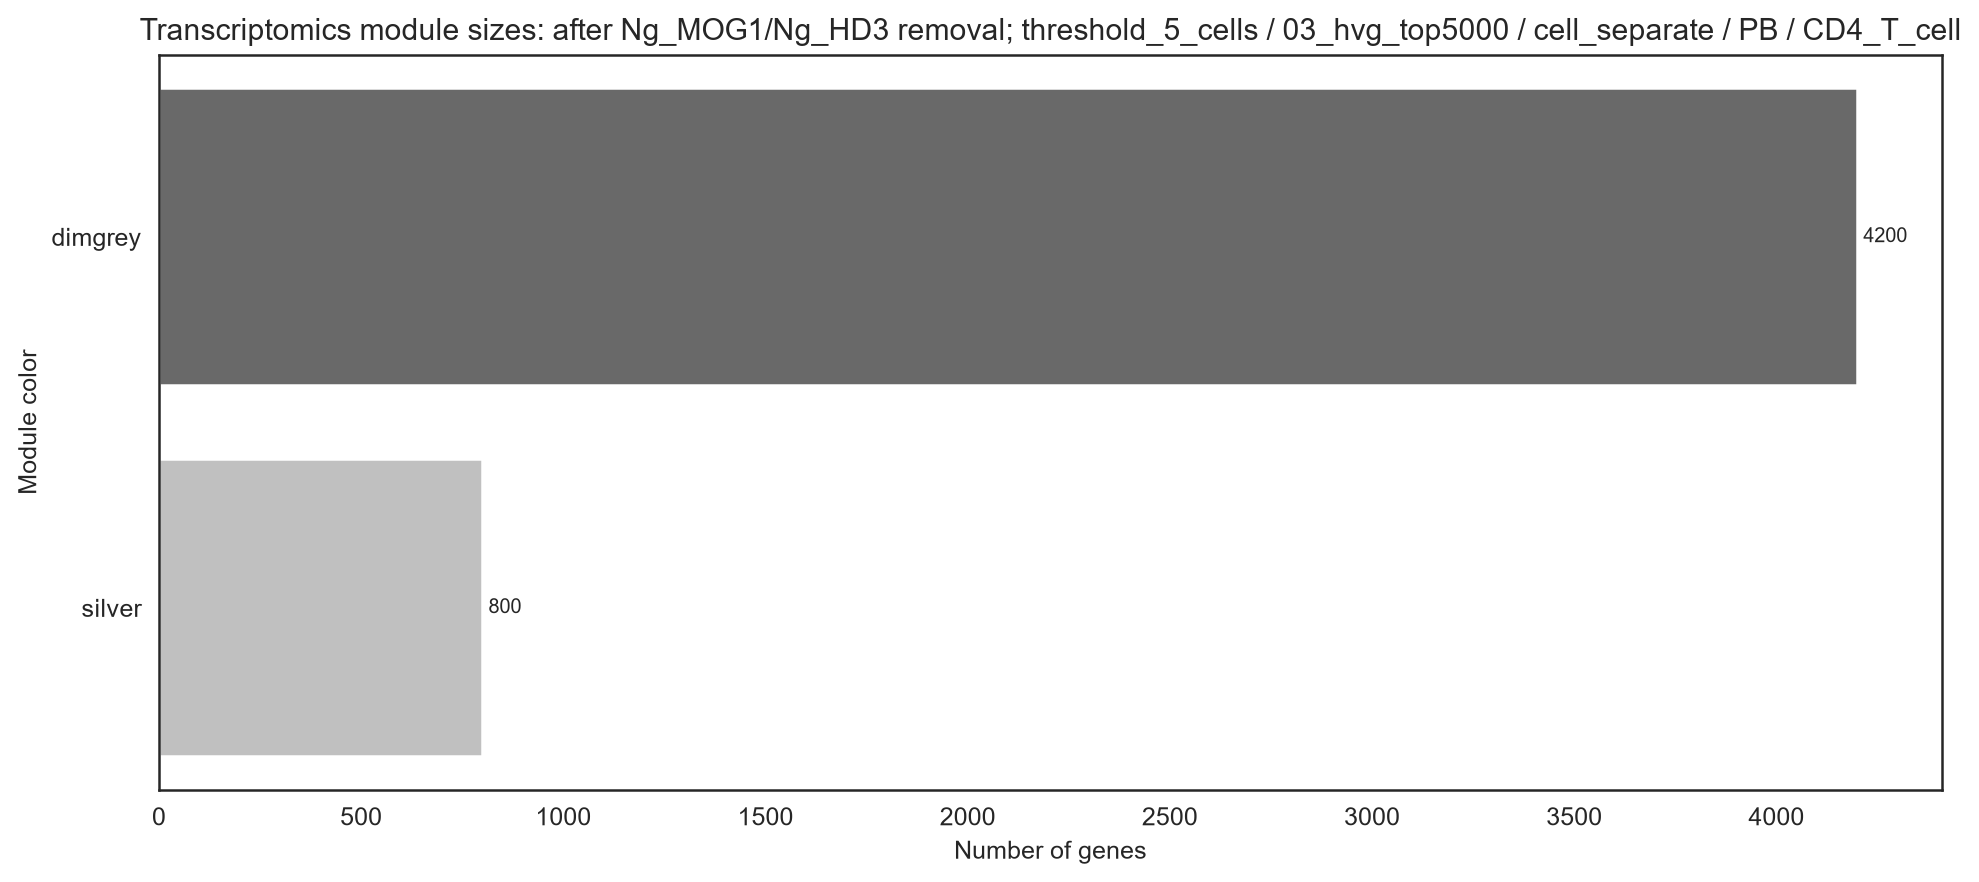 Transcriptomics module sizes: after Ng_MOG1/Ng_HD3 removal; threshold_5_cells / 03_hvg_top5000 / cell_separate / PB / CD4_T_cell
dimgrey
4200
Module color
silver
800
0 500 1000 1500 2000 2500 3000 3500 4000
Number of genes